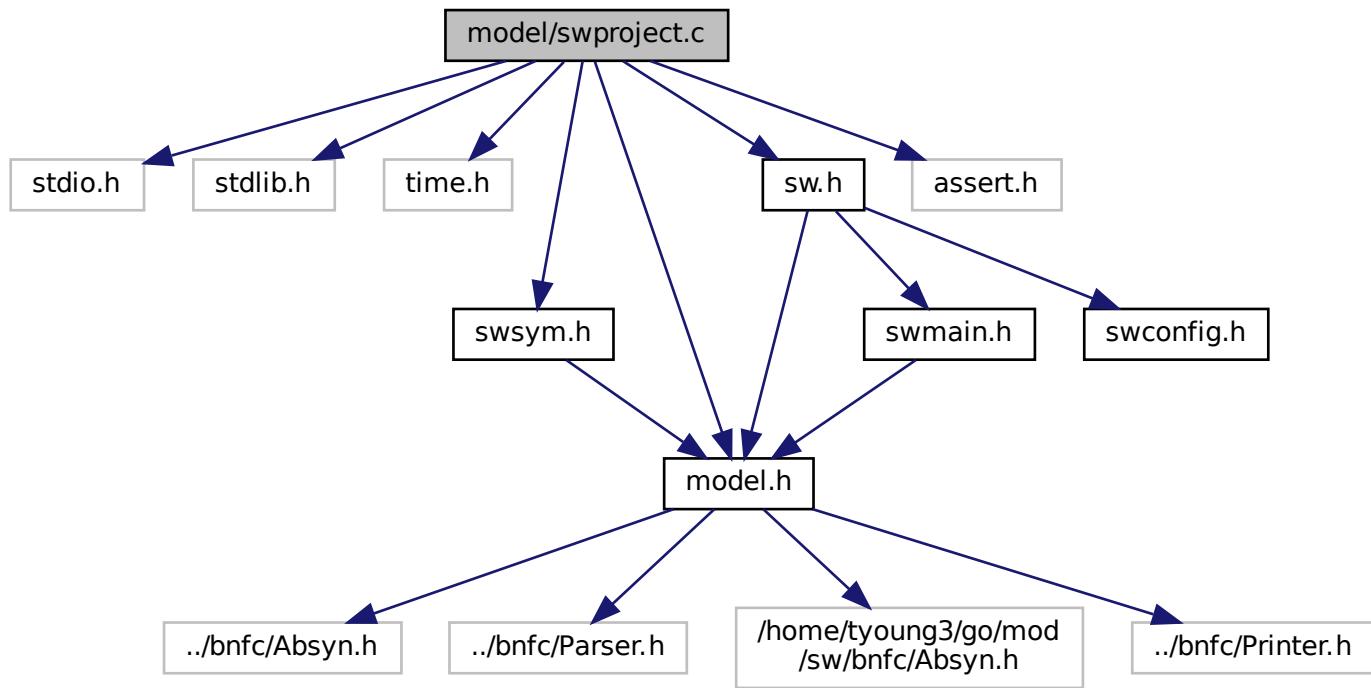 model/swproject.c
stdio.h
stdlib.h
time.h
sw.h
assert.h
swsym.h
swmain.h
swconfig.h
model.h
../bnfc/Absyn.h
../bnfc/Parser.h
/home/tyoung3/go/mod
/sw/bnfc/Absyn.h
../bnfc/Printer.h